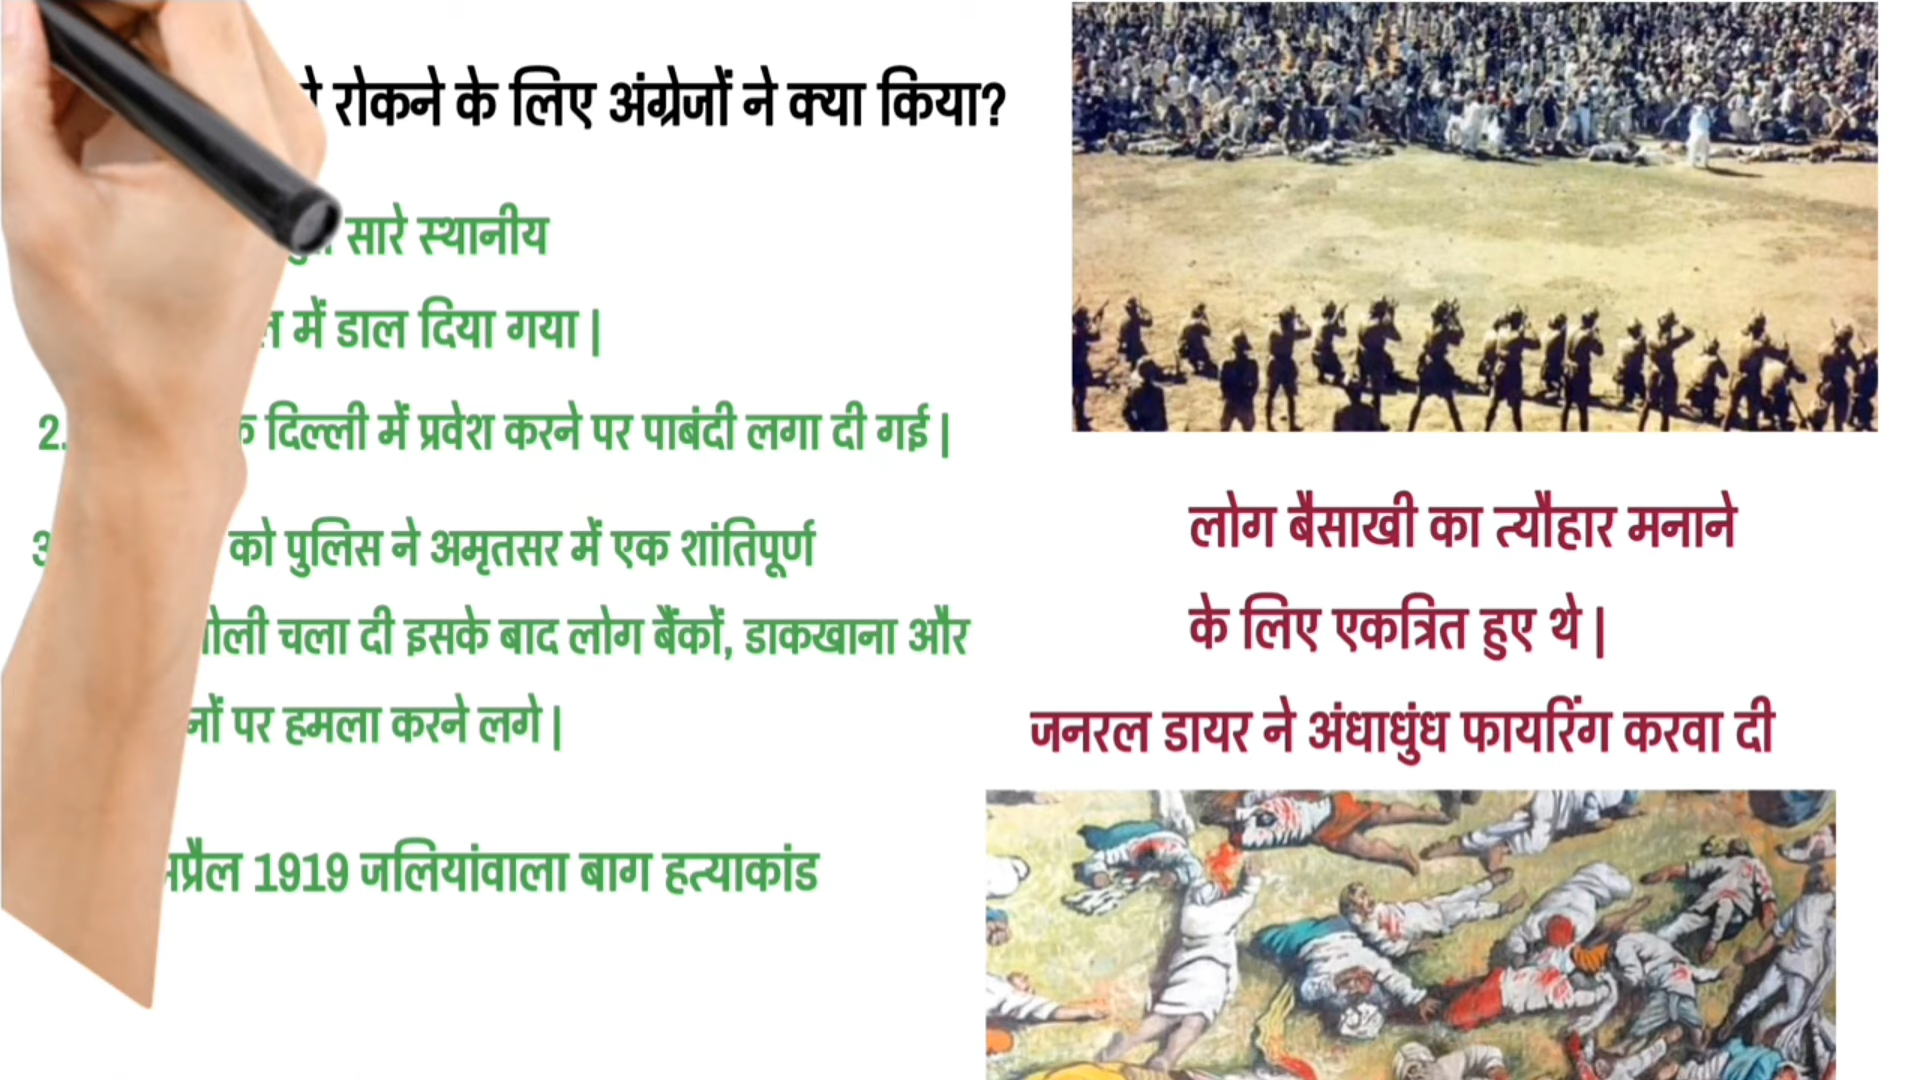 रोकने के लिए अंग्रेजों ने क्या किया?
सारे स्थानीय
में डाल दिया गया |
2. दिल्ली में प्रवेश करने पर पाबंदी लगा दी गई |
को पुलिस ने अमृतसर में एक शांतिपूर्ण
चला दी इसके बाद लोग बैंकों, डाकखाना और
पर हमला करने लगे |
1919 जलियांवाला बाग हत्याकांड
लोग बैसाखी का त्यौहार मनाने
के लिए एकत्रित हुए थे |
जनरल डायर ने अंधाधुंध फायरिंग करवा दी